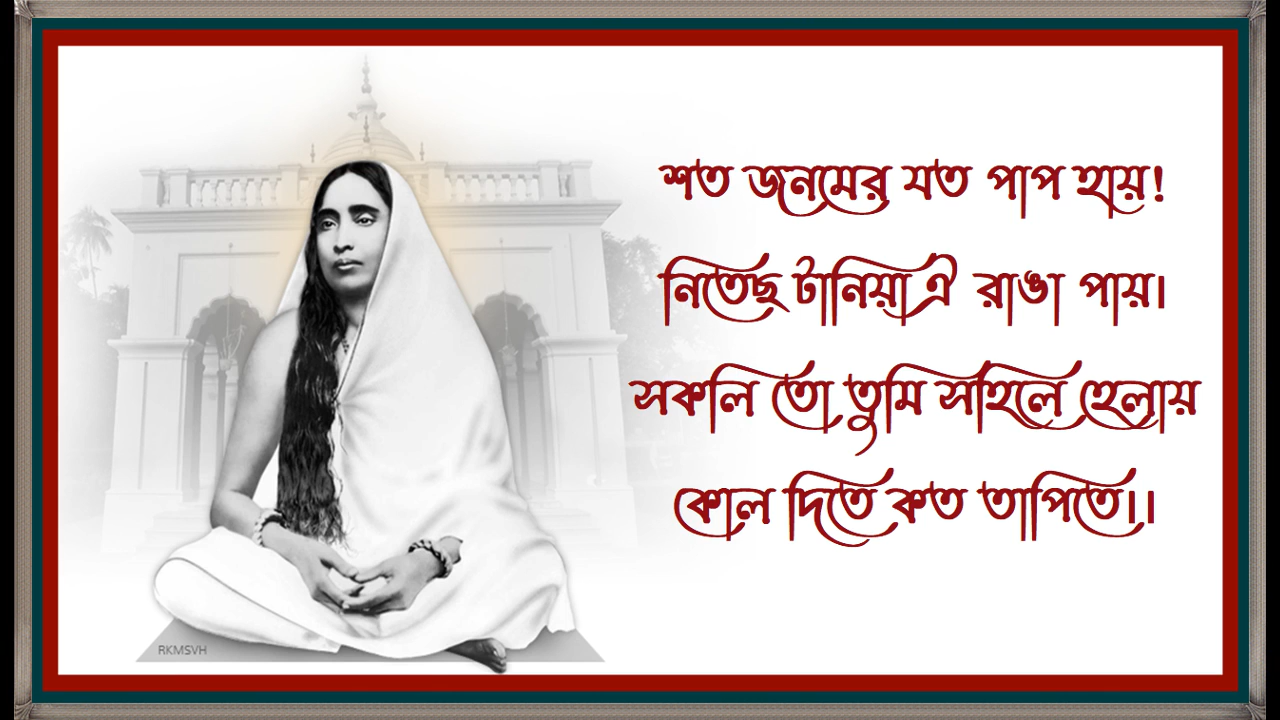 শত জনমের যত পাপ হায়!
নিতেছ টানিয়া ঐ রাঙা পায়।
সকলি তো তুমি সহিলে হেলায়
কোল দিতে কত তাপিতে।।
RKMSVH